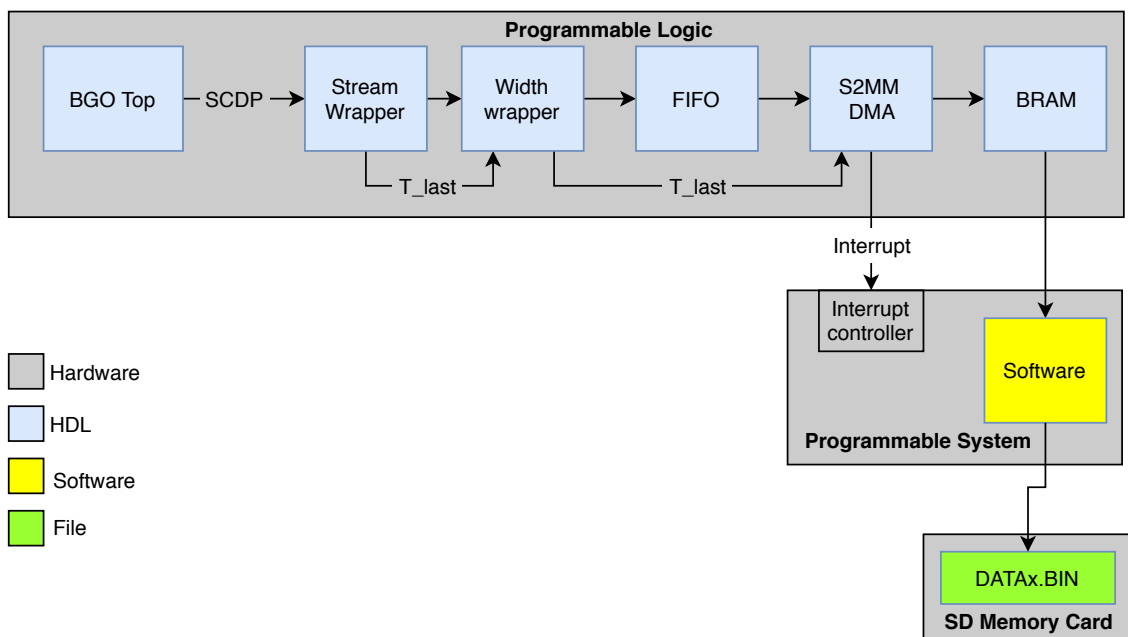 Programmable Logic
BGO Top
SCDP
Stream
Wrapper
Width
wrapper
FIFO
S2MM
DMA
BRAM
T_last
T_last
Interrupt
Interrupt
controller
Software
Programmable System
Hardware
HDL
Software
File
DATAx.BIN
SD Memory Card